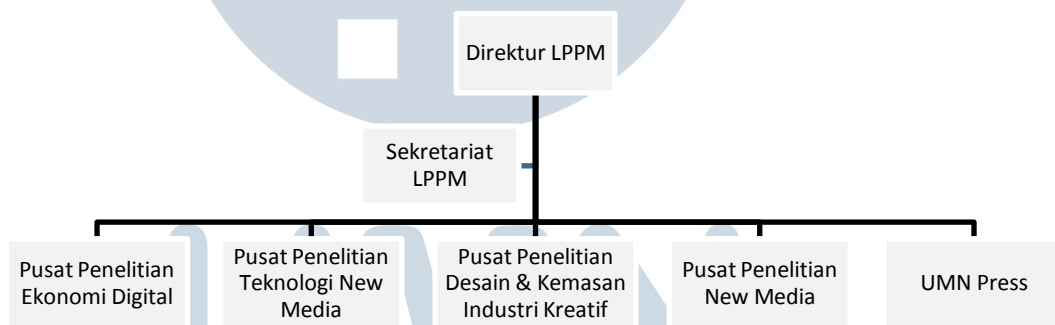 Direktur LPPM
Sekretariat
LPPM
Pusat Penelitian
Ekonomi Digital
Pusat Penelitian
Teknologi New
Media
Pusat Penelitian
Desain & Kemasan
Industri Kreatif
Pusat Penelitian
New Media
UMN Press